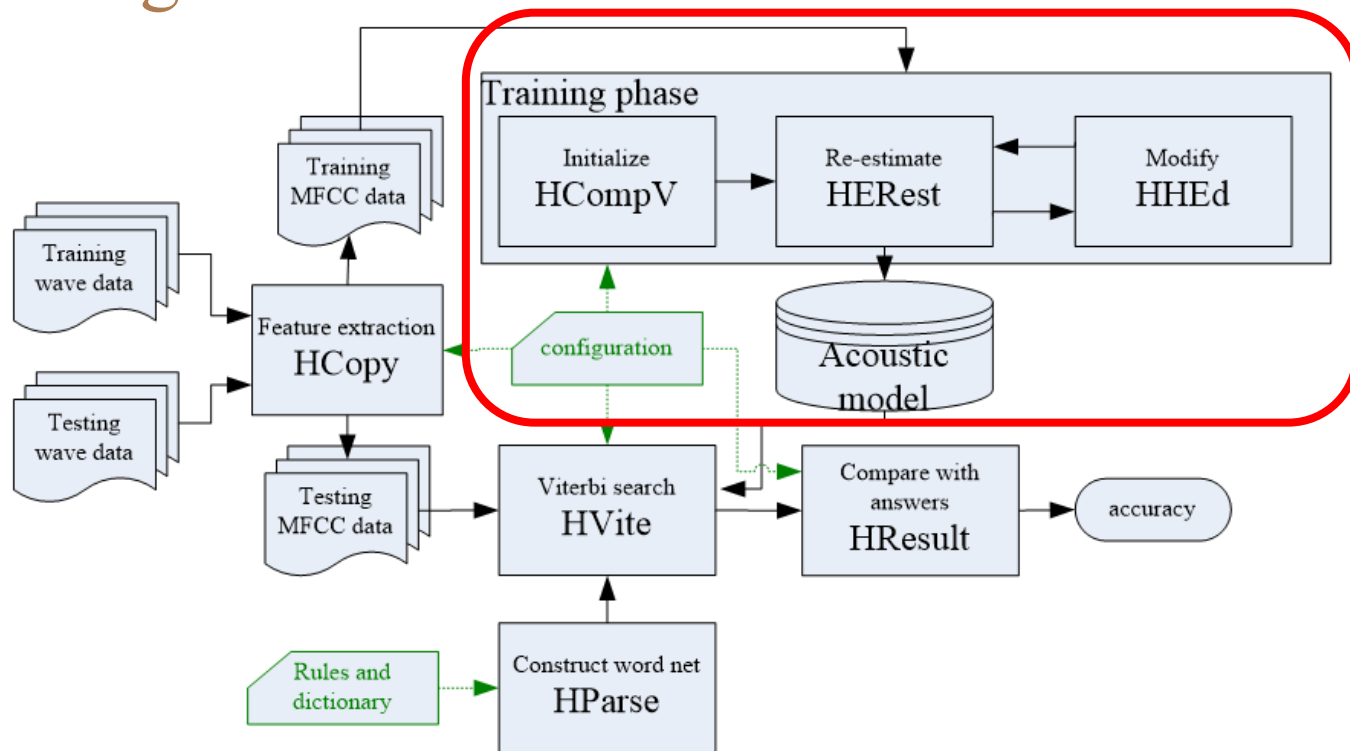 Training phase
Initialize
HCompV
Re-estimate
HERest
Modify
HHEd
Training
MFCC data
Training
wave data
Feature extraction
HCopy
configuration
Acoustic
model
Testing
wave data
Testing
MFCC data
Viterbi search
HVite
Compare with
answers
HResult
accuracy
Rules and
dictionary
Construct word net
HParse